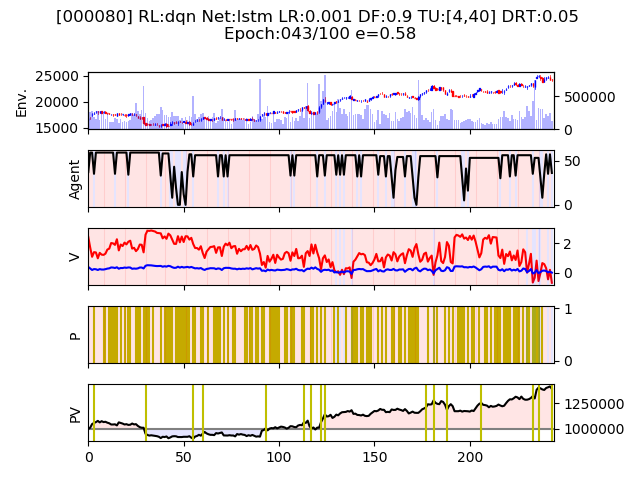 [000080] RL:dqn Net:lstm LR:0.001 DF:0.9 TU:[4,40] DRT:0.05
Epoch:043/100 e=0.58
Env.
25000
20000
15000
500000
0
Agent
50
0
V
2
0
P
1
0
PV
1250000
1000000
0 50 100 150 200